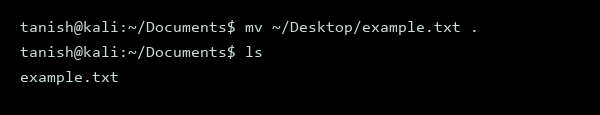 tanish@kali:~/Documents$ mv ~/Desktop/example.txt .
tanish@kali:~/Documents$ ls
example.txt